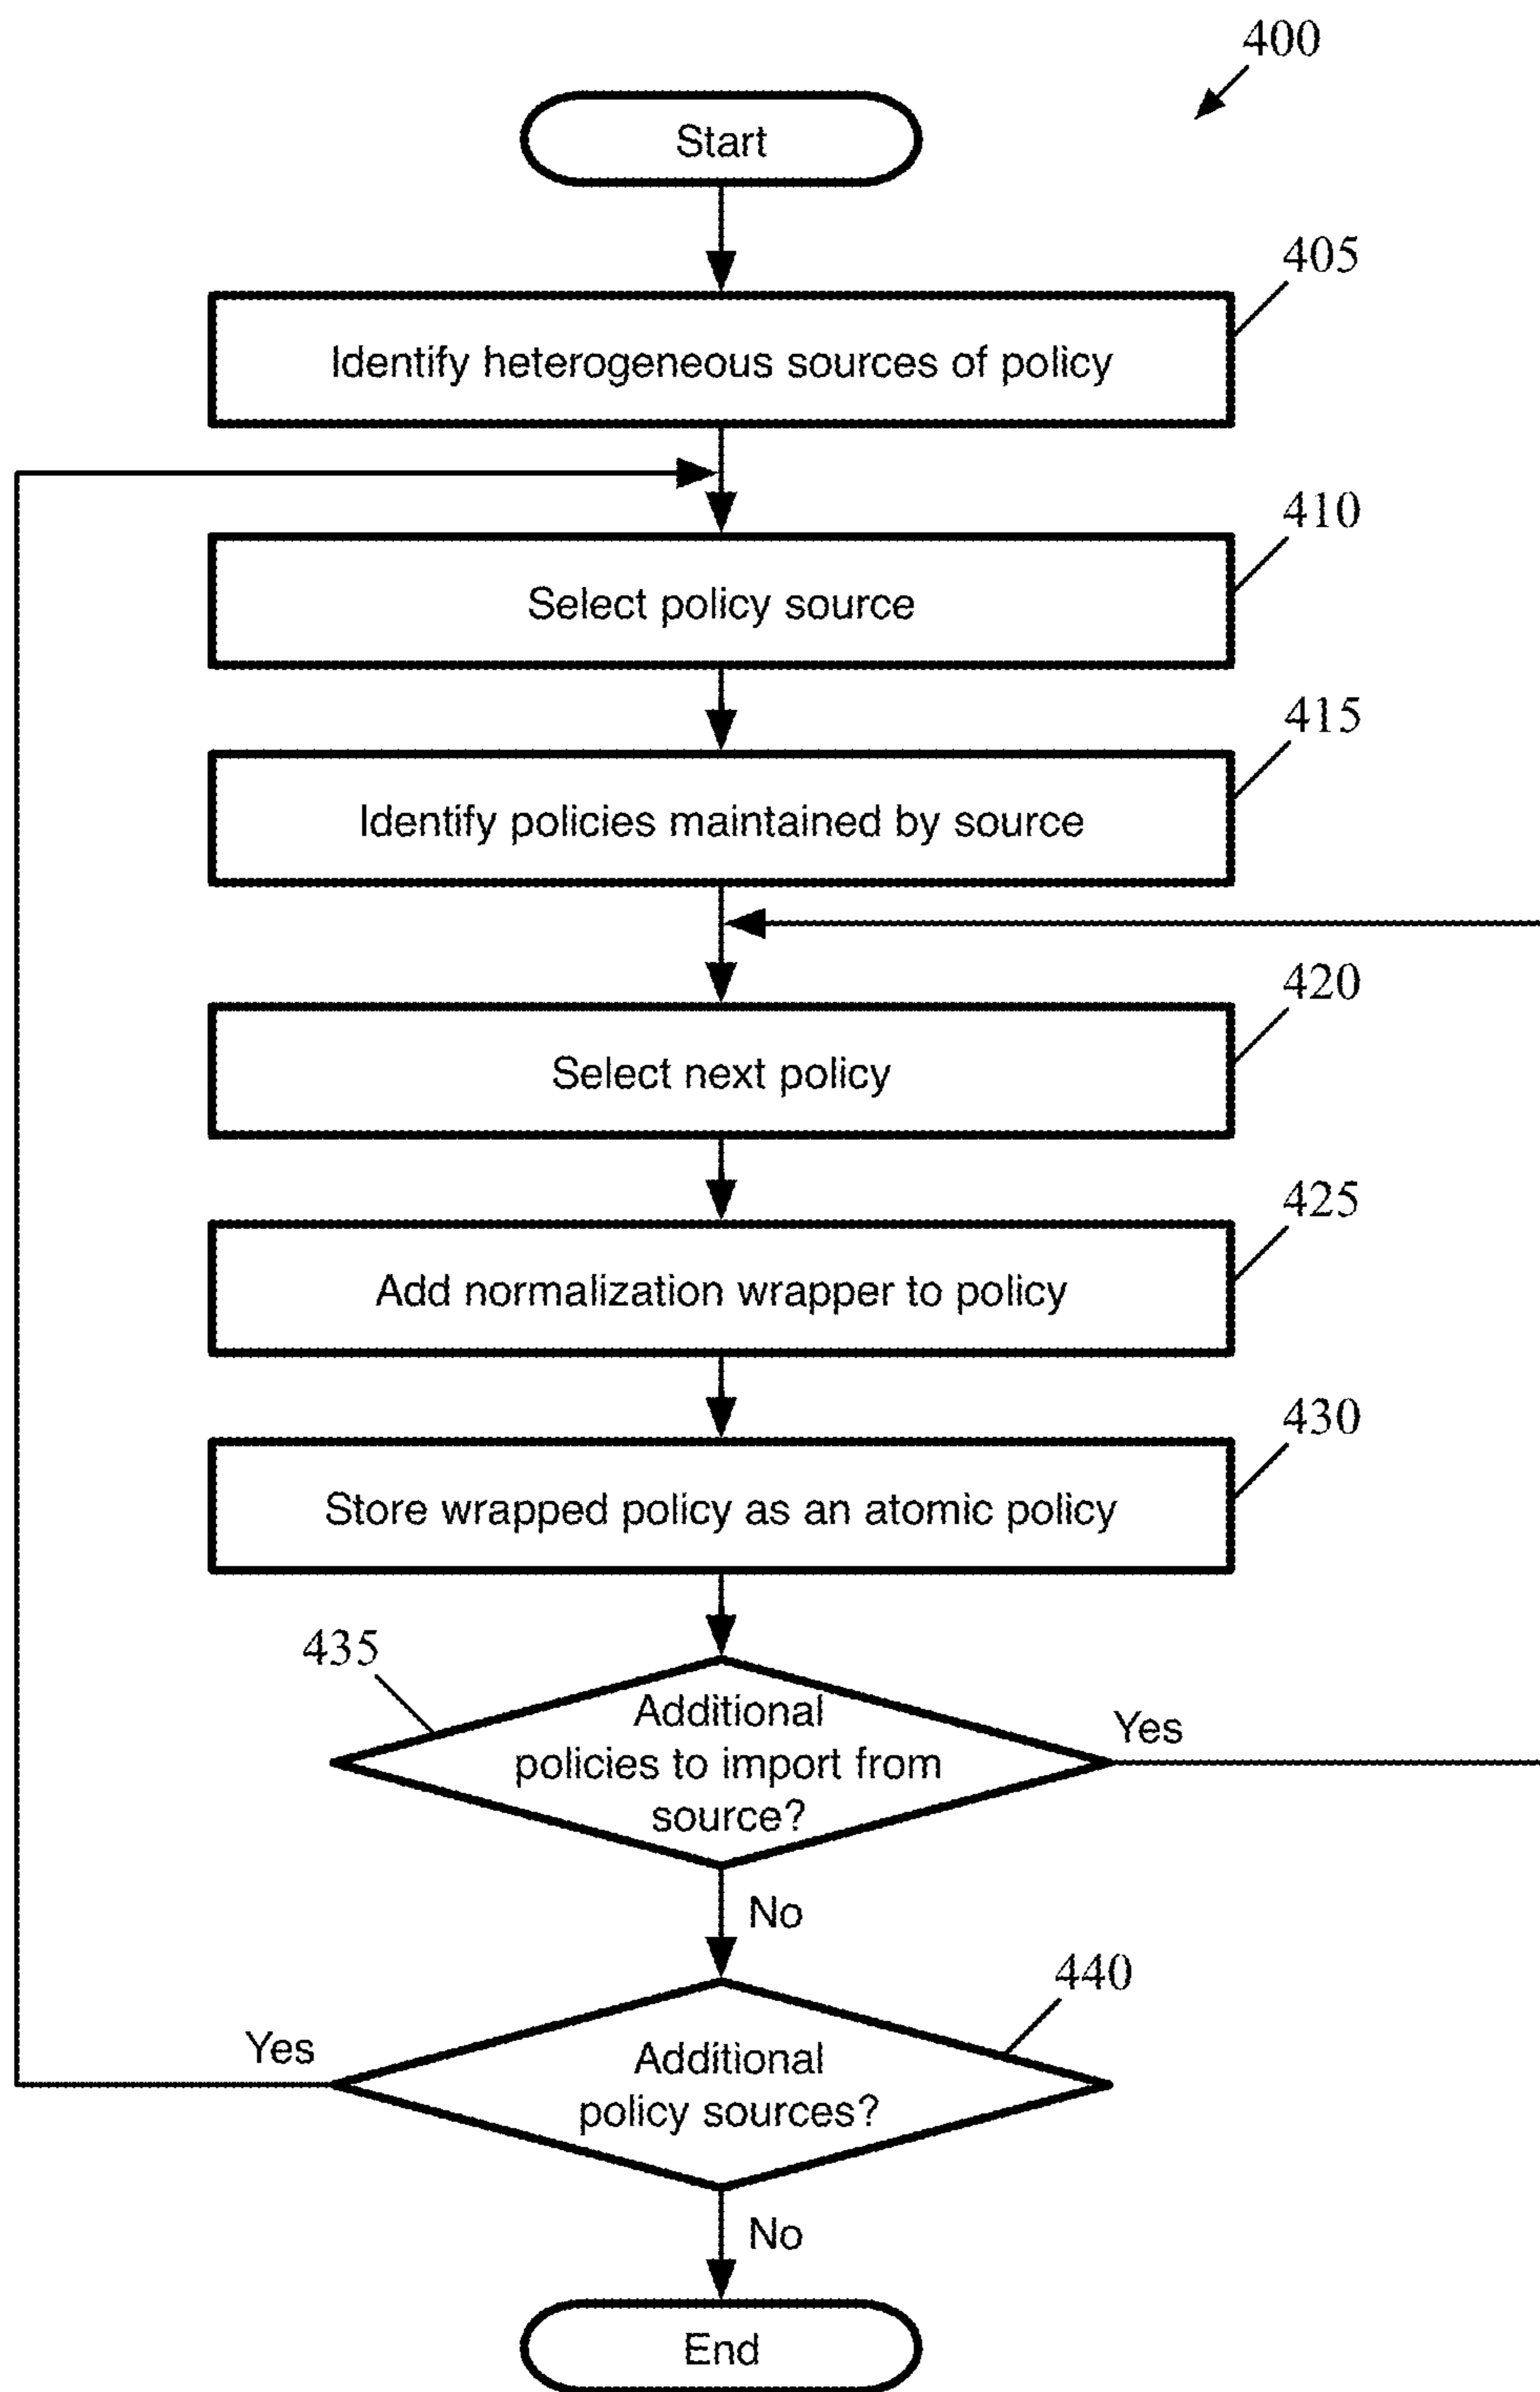 400
Start
405
Identify heterogeneous sources of policy
410
Select policy source
415
Identify policies maintained by source
420
Select next policy
425
Add normalization wrapper to policy
430
Store wrapped policy as an atomic policy
435
Additional
policies to import from
source?
Yes
No
440
Additional
policy sources?
Yes
No
End